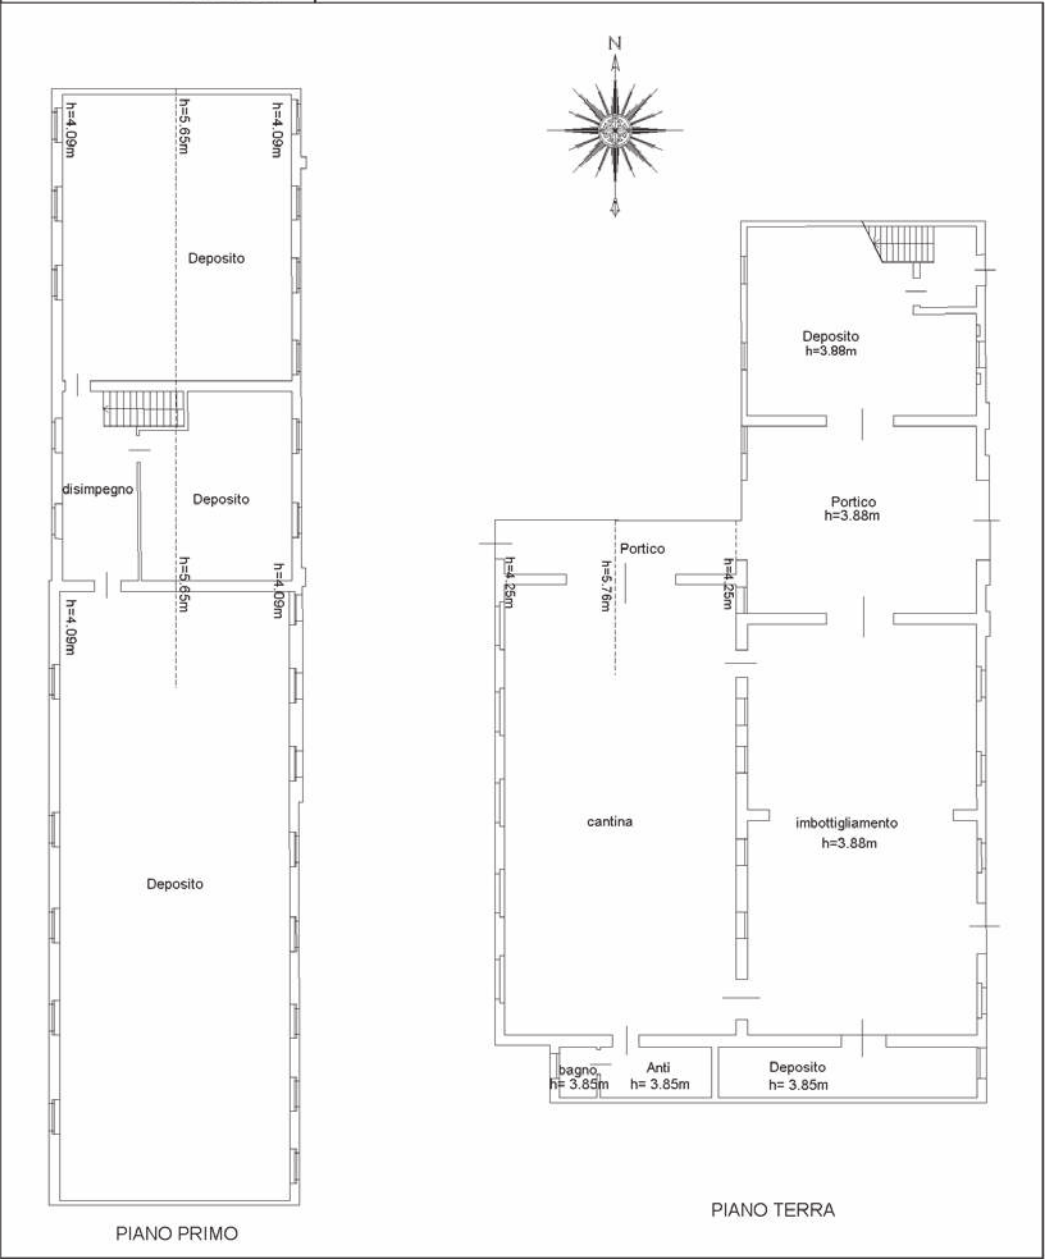 N
h=4.09m
h=5.65m
h=4.09m
Deposito
disimpegno
Deposito
h=4.09m
h=5.65m
h=4.09m
Deposito
PIANO PRIMO
Deposito
h=3.88m
Portico
h=3.88m
Portico
h=4.25m
h=5.76m
h=4.25m
cantina
imbottigliamento
h=3.88m
bagno
h= 3.85m
Anti
h= 3.85m
Deposito
h= 3.85m
PIANO TERRA